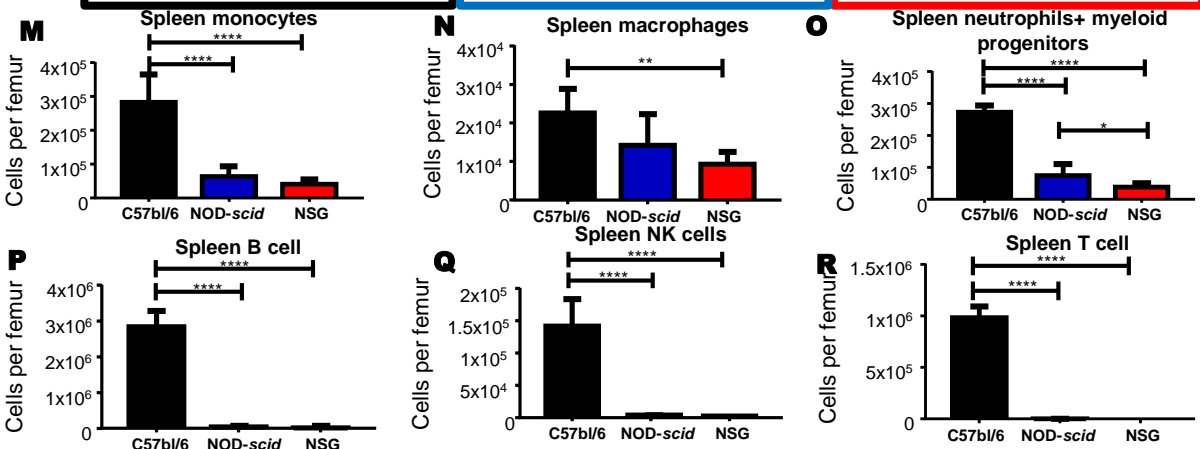 M
Spleen monocytes
****
****
Cells per femur
4x10⁵
3x10⁵
2x10⁵
1x10⁵
0
C57bl/6 NOD-scid NSG
N
Spleen macrophages
**
Cells per femur
4x10⁴
3x10⁴
2x10⁴
1x10⁴
0
C57bl/6 NOD-scid NSG
O
Spleen neutrophils+ myeloid
progenitors
****
****
*
Cells per femur
4x10⁵
3x10⁵
2x10⁵
1x10⁵
0
C57bl/6 NOD-scid NSG
P
Spleen B cell
****
****
Cells per femur
4x10⁶
3x10⁶
2x10⁶
1x10⁶
0
C57bl/6 NOD-scid NSG
Q
Spleen NK cells
****
****
Cells per femur
2x10⁵
1.5x10⁵
1x10⁵
5x10⁴
0
C57bl/6 NOD-scid NSG
R
Spleen T cell
****
****
Cells per femur
1.5x10⁶
1x10⁶
5x10⁵
0
C57bl/6 NOD-scid NSG